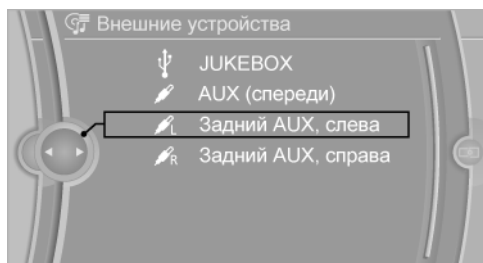 Внешние устройства
JUKEBOX
AUX (спереди)
L Задний AUX, слева
R Задний AUX, справа